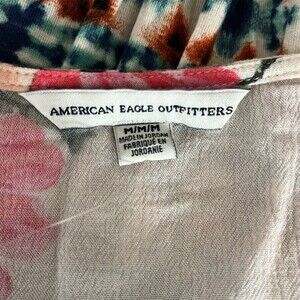 AMERICAN EAGLE OUTFITTERS
M/M/M
MADE IN JORDAN
FABRIQUÉ EN
JORDANIE